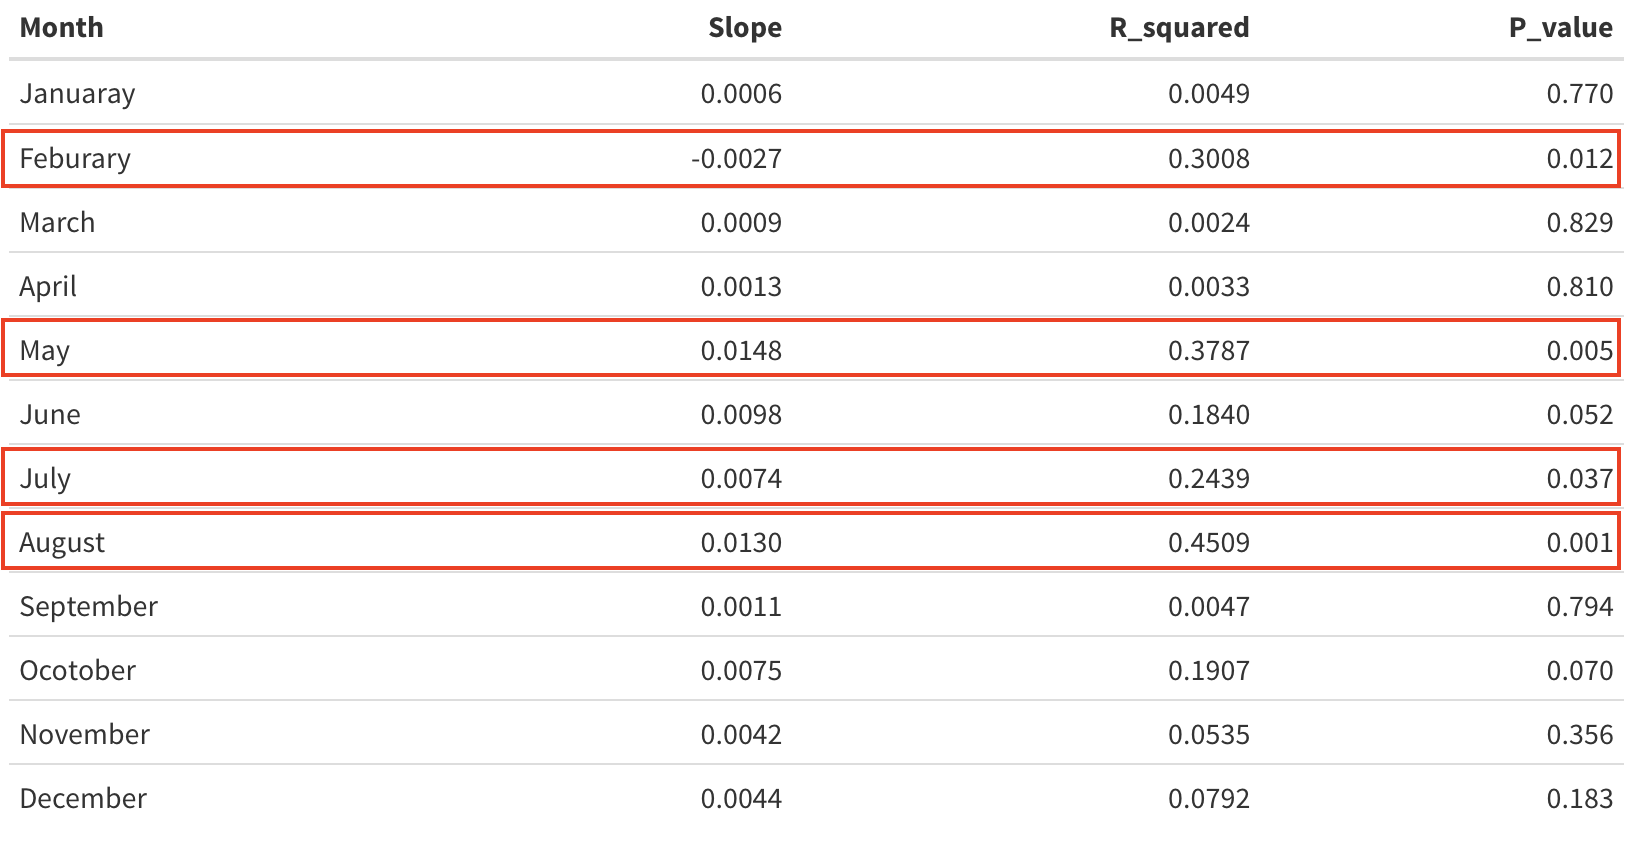 Month Slope R_squared P_value
Januaray 0.0006 0.0049 0.770
Feburary -0.0027 0.3008 0.012
March 0.0009 0.0024 0.829
April 0.0013 0.0033 0.810
May 0.0148 0.3787 0.005
June 0.0098 0.1840 0.052
July 0.0074 0.2439 0.037
August 0.0130 0.4509 0.001
September 0.0011 0.0047 0.794
Ocotober 0.0075 0.1907 0.070
November 0.0042 0.0535 0.356
December 0.0044 0.0792 0.183